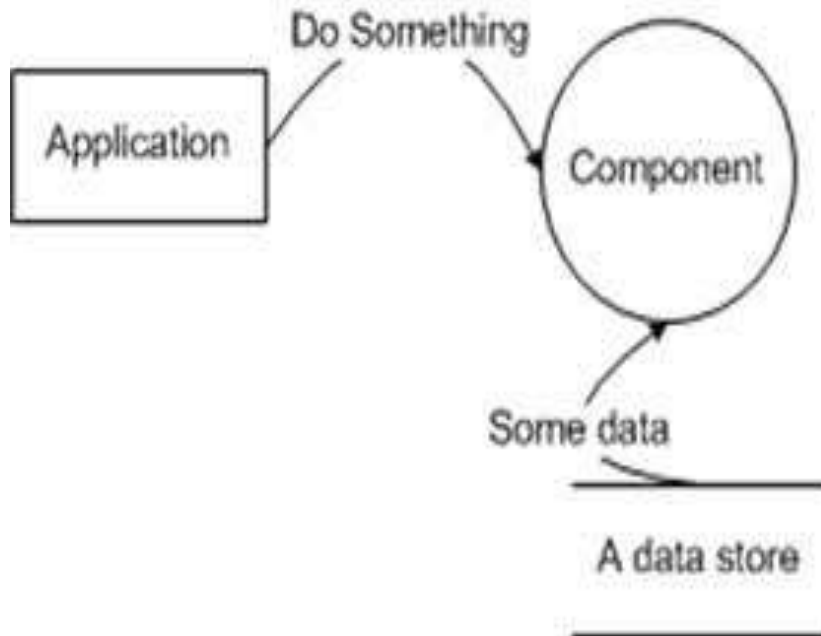 Do Something
Application
Component
Some data
A data store